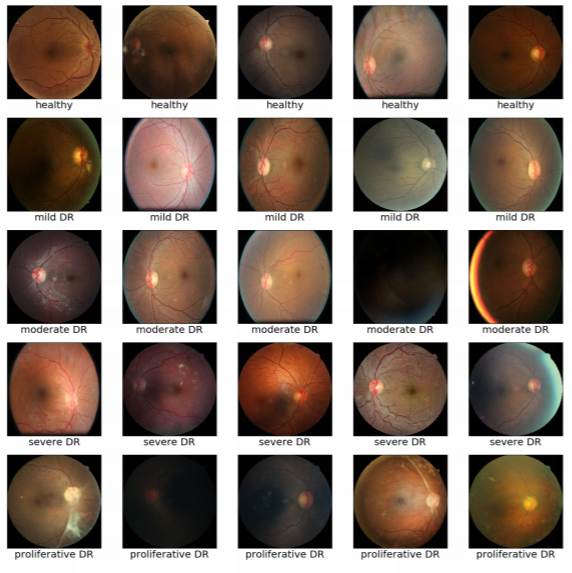 healthy healthy healthy healthy healthy
mild DR mild DR mild DR mild DR mild DR
moderate DR moderate DR moderate DR moderate DR moderate DR
severe DR severe DR severe DR severe DR severe DR
proliferative DR proliferative DR proliferative DR proliferative DR proliferative DR